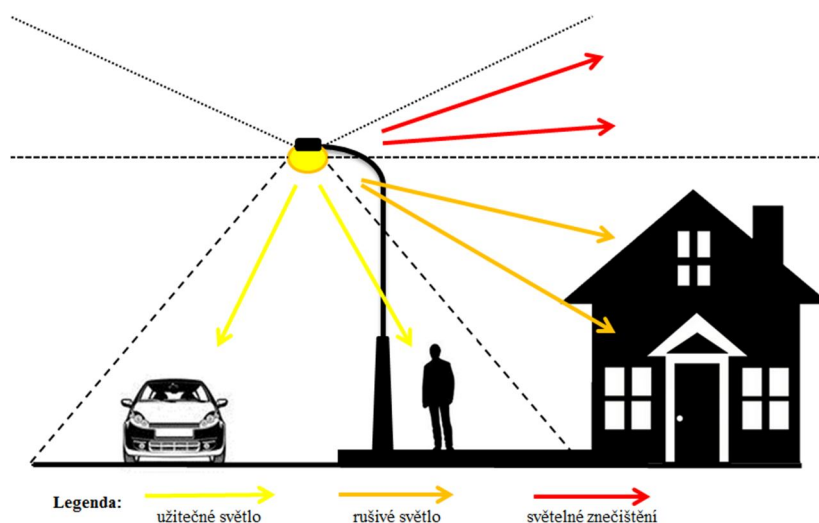 Legenda:
užitečné světlo
rušivé světlo
světelné znečištění